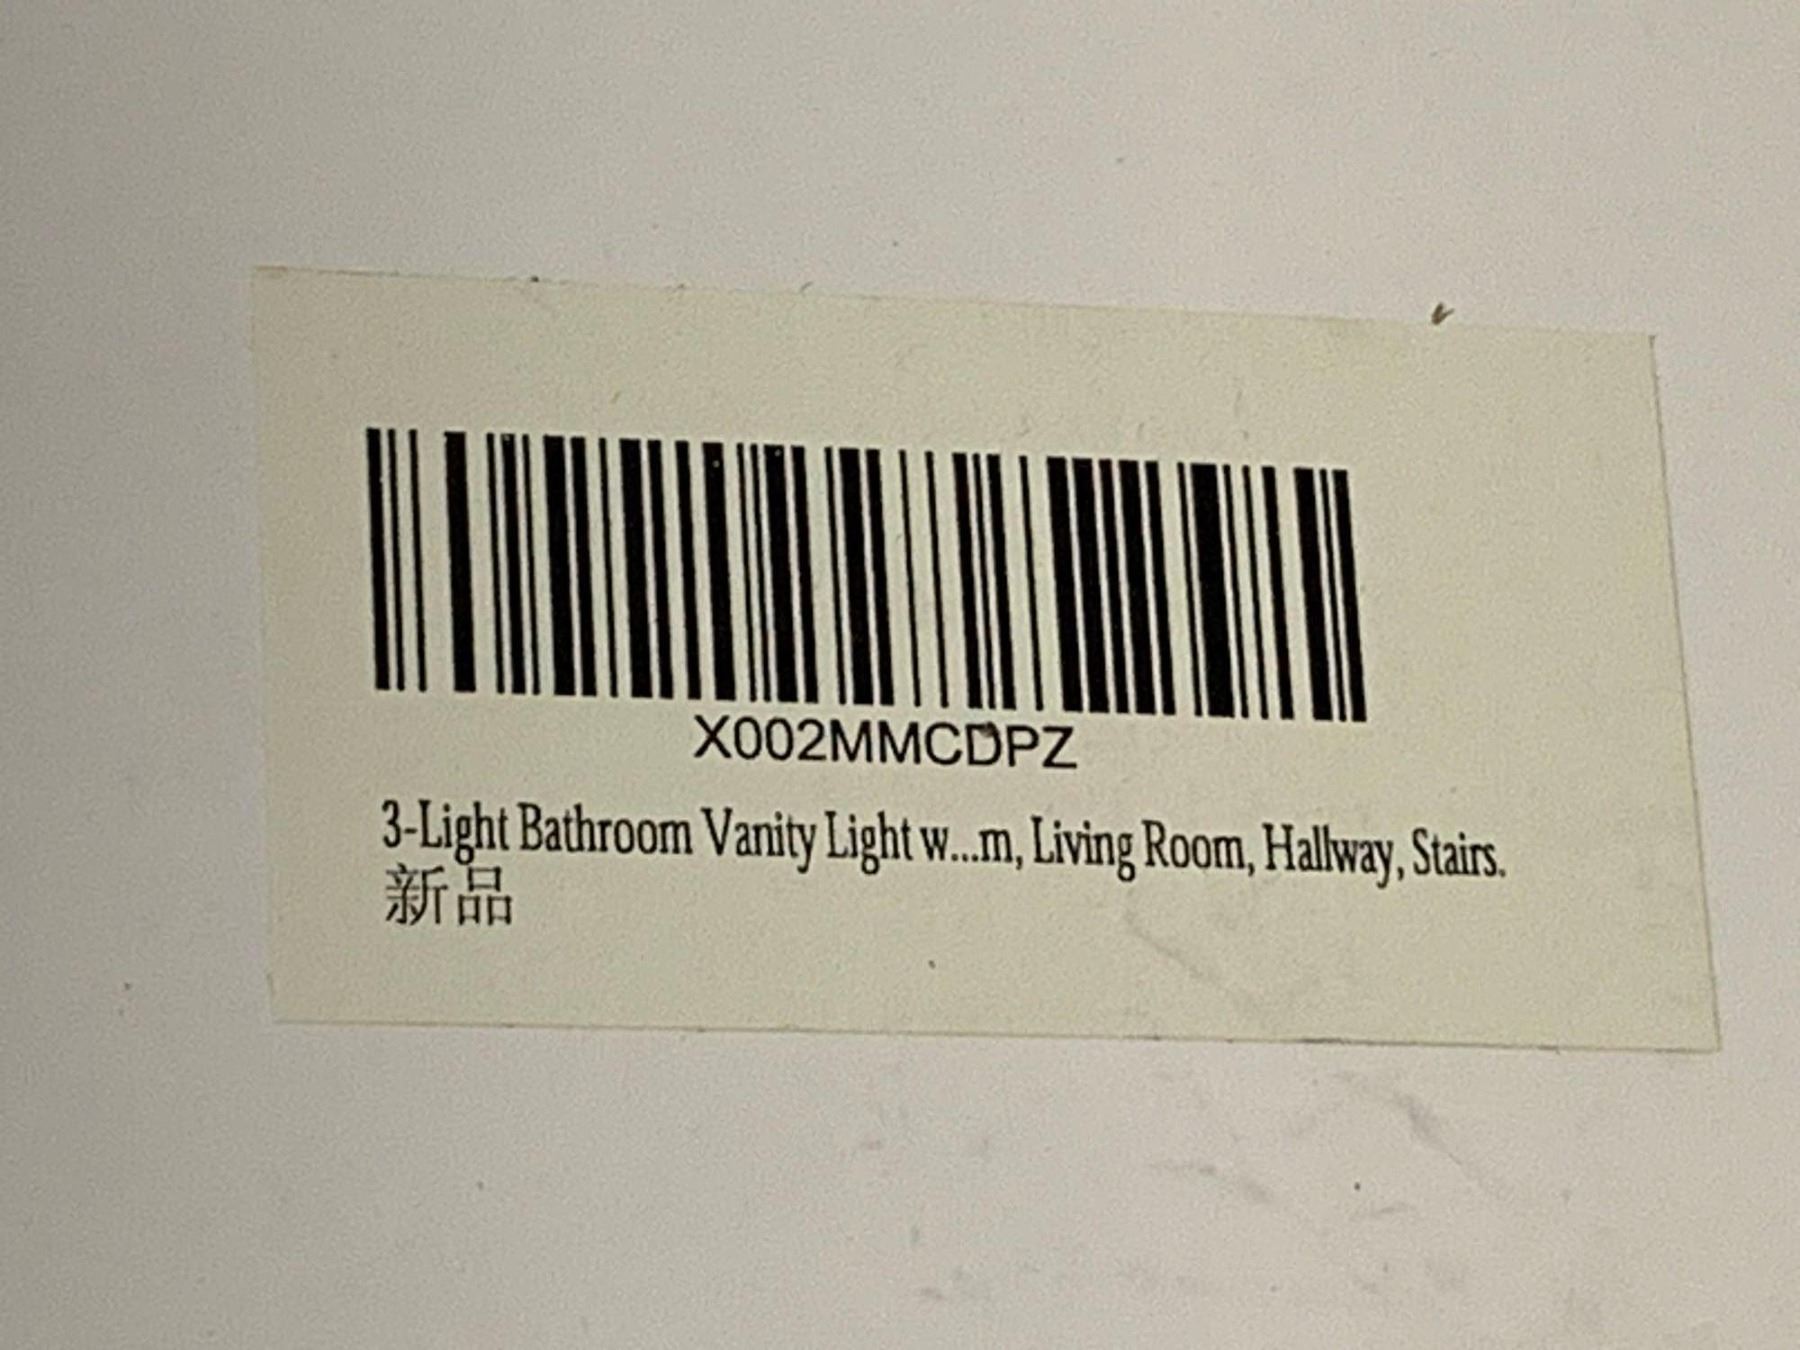 X002MMCDPZ
3-Light Bathroom Vanity Light w...m, Living Room, Hallway, Stairs.
新品